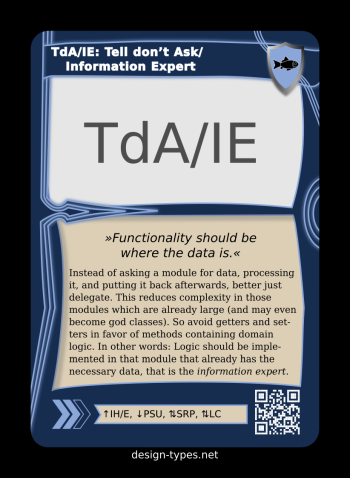 TdA/IE: Tell don’t Ask/
Information Expert
TdA/IE
»Functionality should be
where the data is.«
Instead of asking a module for data, processing
it, and putting it back afterwards, better just
delegate. This reduces complexity in those
modules which are already large (and may even
become god classes). So avoid getters and set-
ters in favor of methods containing domain
logic. In other words: Logic should be imple-
mented in that module that already has the
necessary data, that is the information expert.
↑IH/E, ↓PSU, ⇅SRP, ⇅LC
design-types.net